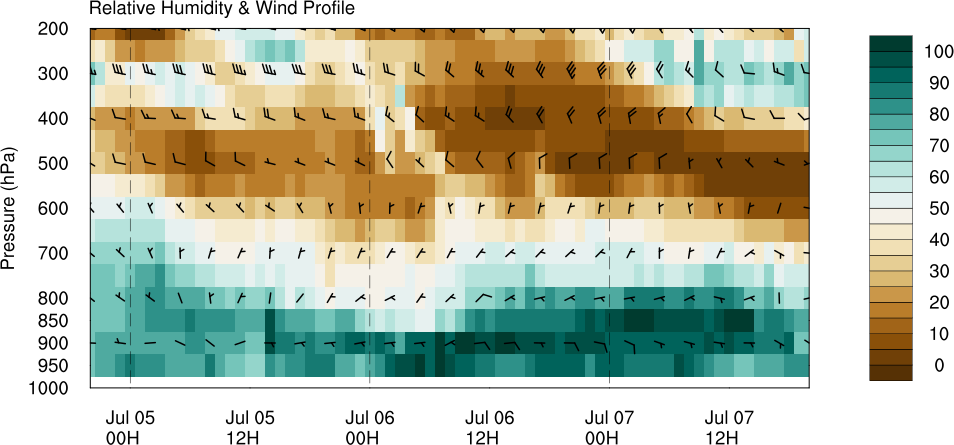 Relative Humidity & Wind Profile
Pressure (hPa)
200
300
400
500
600
700
800
850
900
950
1000
Jul 05 00H
Jul 05 12H
Jul 06 00H
Jul 06 12H
Jul 07 00H
Jul 07 12H
100
90
80
70
60
50
40
30
20
10
0